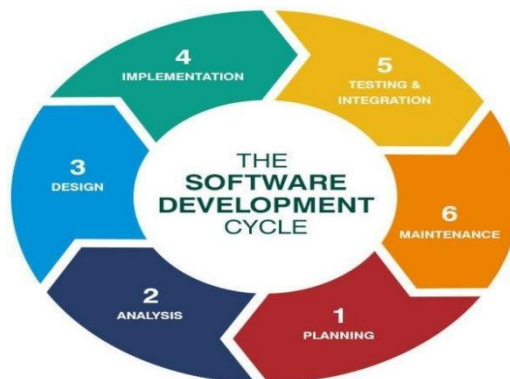 THE
SOFTWARE
DEVELOPMENT
CYCLE
1
PLANNING
2
ANALYSIS
3
DESIGN
4
IMPLEMENTATION
5
TESTING &
INTEGRATION
6
MAINTENANCE